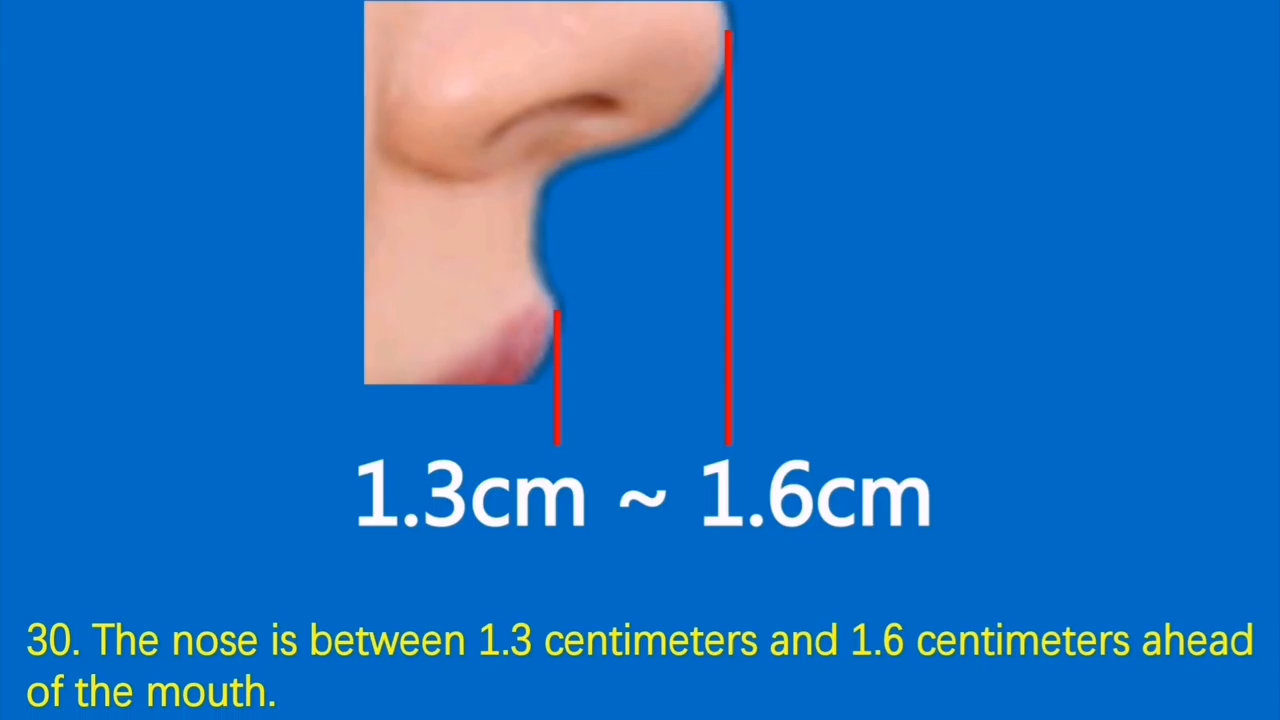 1.3cm ~ 1.6cm
30. The nose is between 1.3 centimeters and 1.6 centimeters ahead
of the mouth.